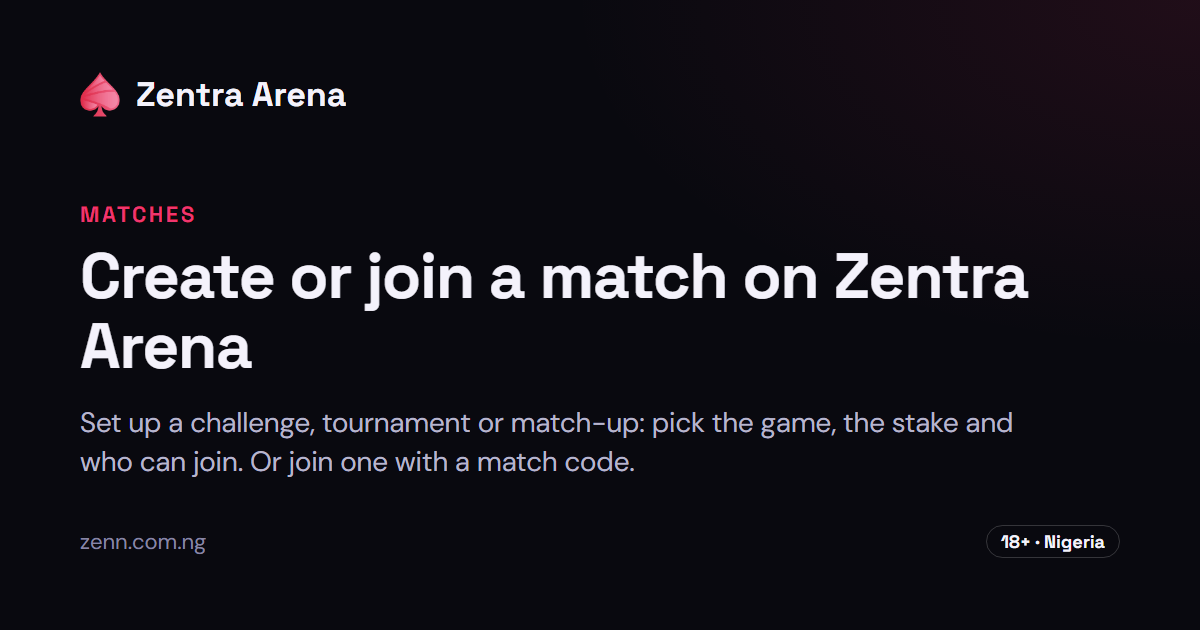 Zentra Arena
MATCHES
Create or join a match on Zentra
Arena
Set up a challenge, tournament or match-up: pick the game, the stake and
who can join. Or join one with a match code.
zenn.com.ng
18+ · Nigeria